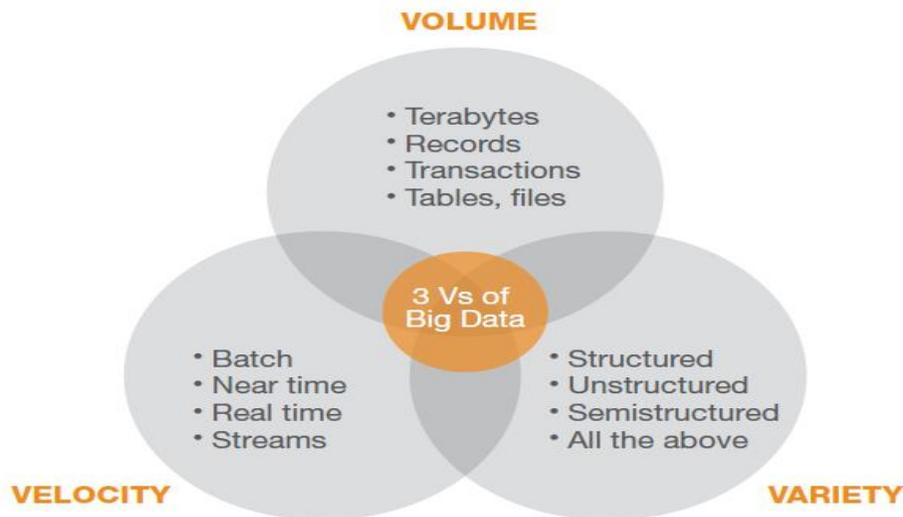 VOLUME
• Terabytes
• Records
• Transactions
• Tables, files
3 Vs of
Big Data
• Batch
• Near time
• Real time
• Streams
• Structured
• Unstructured
• Semistructured
• All the above
VELOCITY
VARIETY